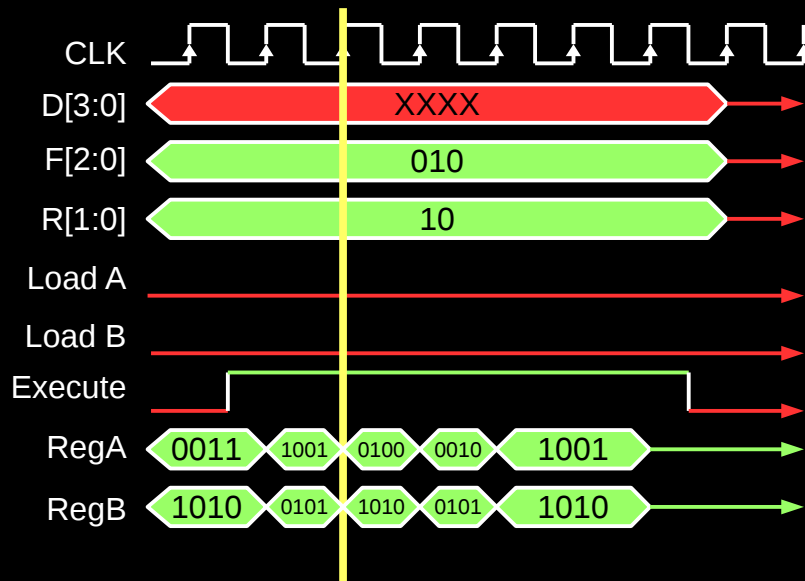 CLK
D[3:0] XXXX
F[2:0] 010
R[1:0] 10
Load A
Load B
Execute
RegA 0011 1001 0100 0010 1001
RegB 1010 0101 1010 0101 1010